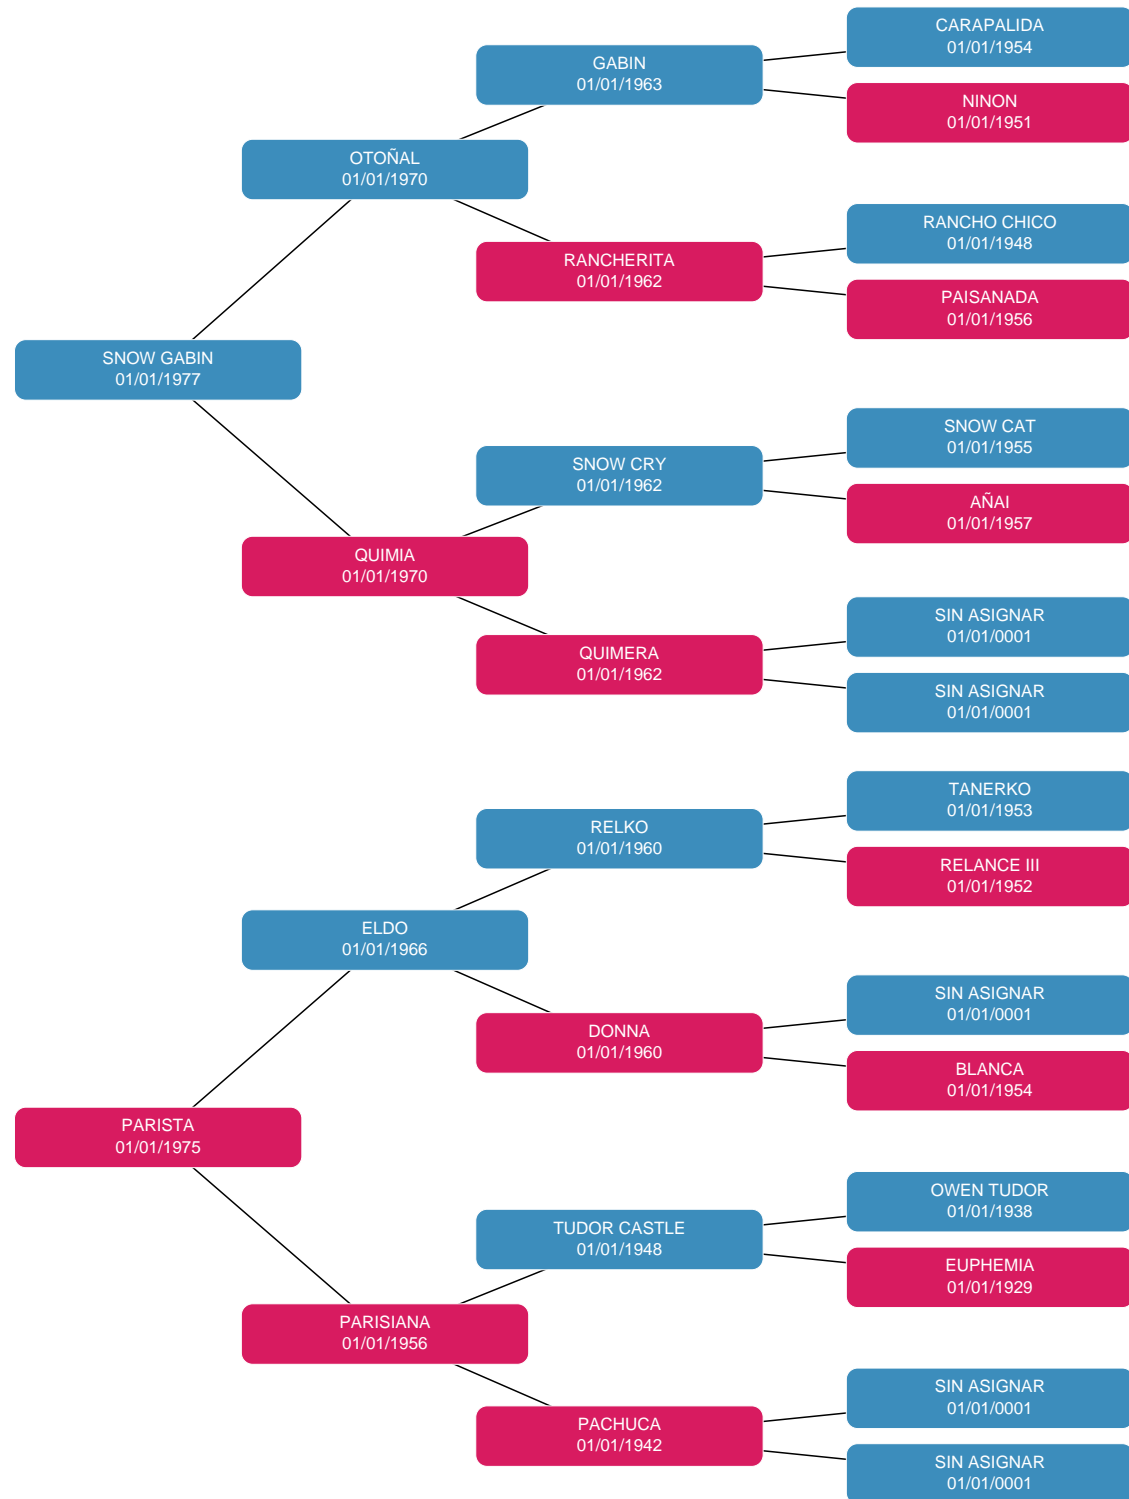 CARAPALIDA
01/01/1954
GABIN
01/01/1963
NINON
01/01/1951
OTOÑAL
01/01/1970
RANCHO CHICO
01/01/1948
RANCHERITA
01/01/1962
PAISANADA
01/01/1956
SNOW GABIN
01/01/1977
SNOW CAT
01/01/1955
SNOW CRY
01/01/1962
AÑAI
01/01/1957
QUIMIA
01/01/1970
SIN ASIGNAR
01/01/0001
QUIMERA
01/01/1962
SIN ASIGNAR
01/01/0001
TANERKO
01/01/1953
RELKO
01/01/1960
RELANCE III
01/01/1952
ELDO
01/01/1966
SIN ASIGNAR
01/01/0001
DONNA
01/01/1960
BLANCA
01/01/1954
PARISTA
01/01/1975
OWEN TUDOR
01/01/1938
TUDOR CASTLE
01/01/1948
EUPHEMIA
01/01/1929
PARISIANA
01/01/1956
SIN ASIGNAR
01/01/0001
PACHUCA
01/01/1942
SIN ASIGNAR
01/01/0001